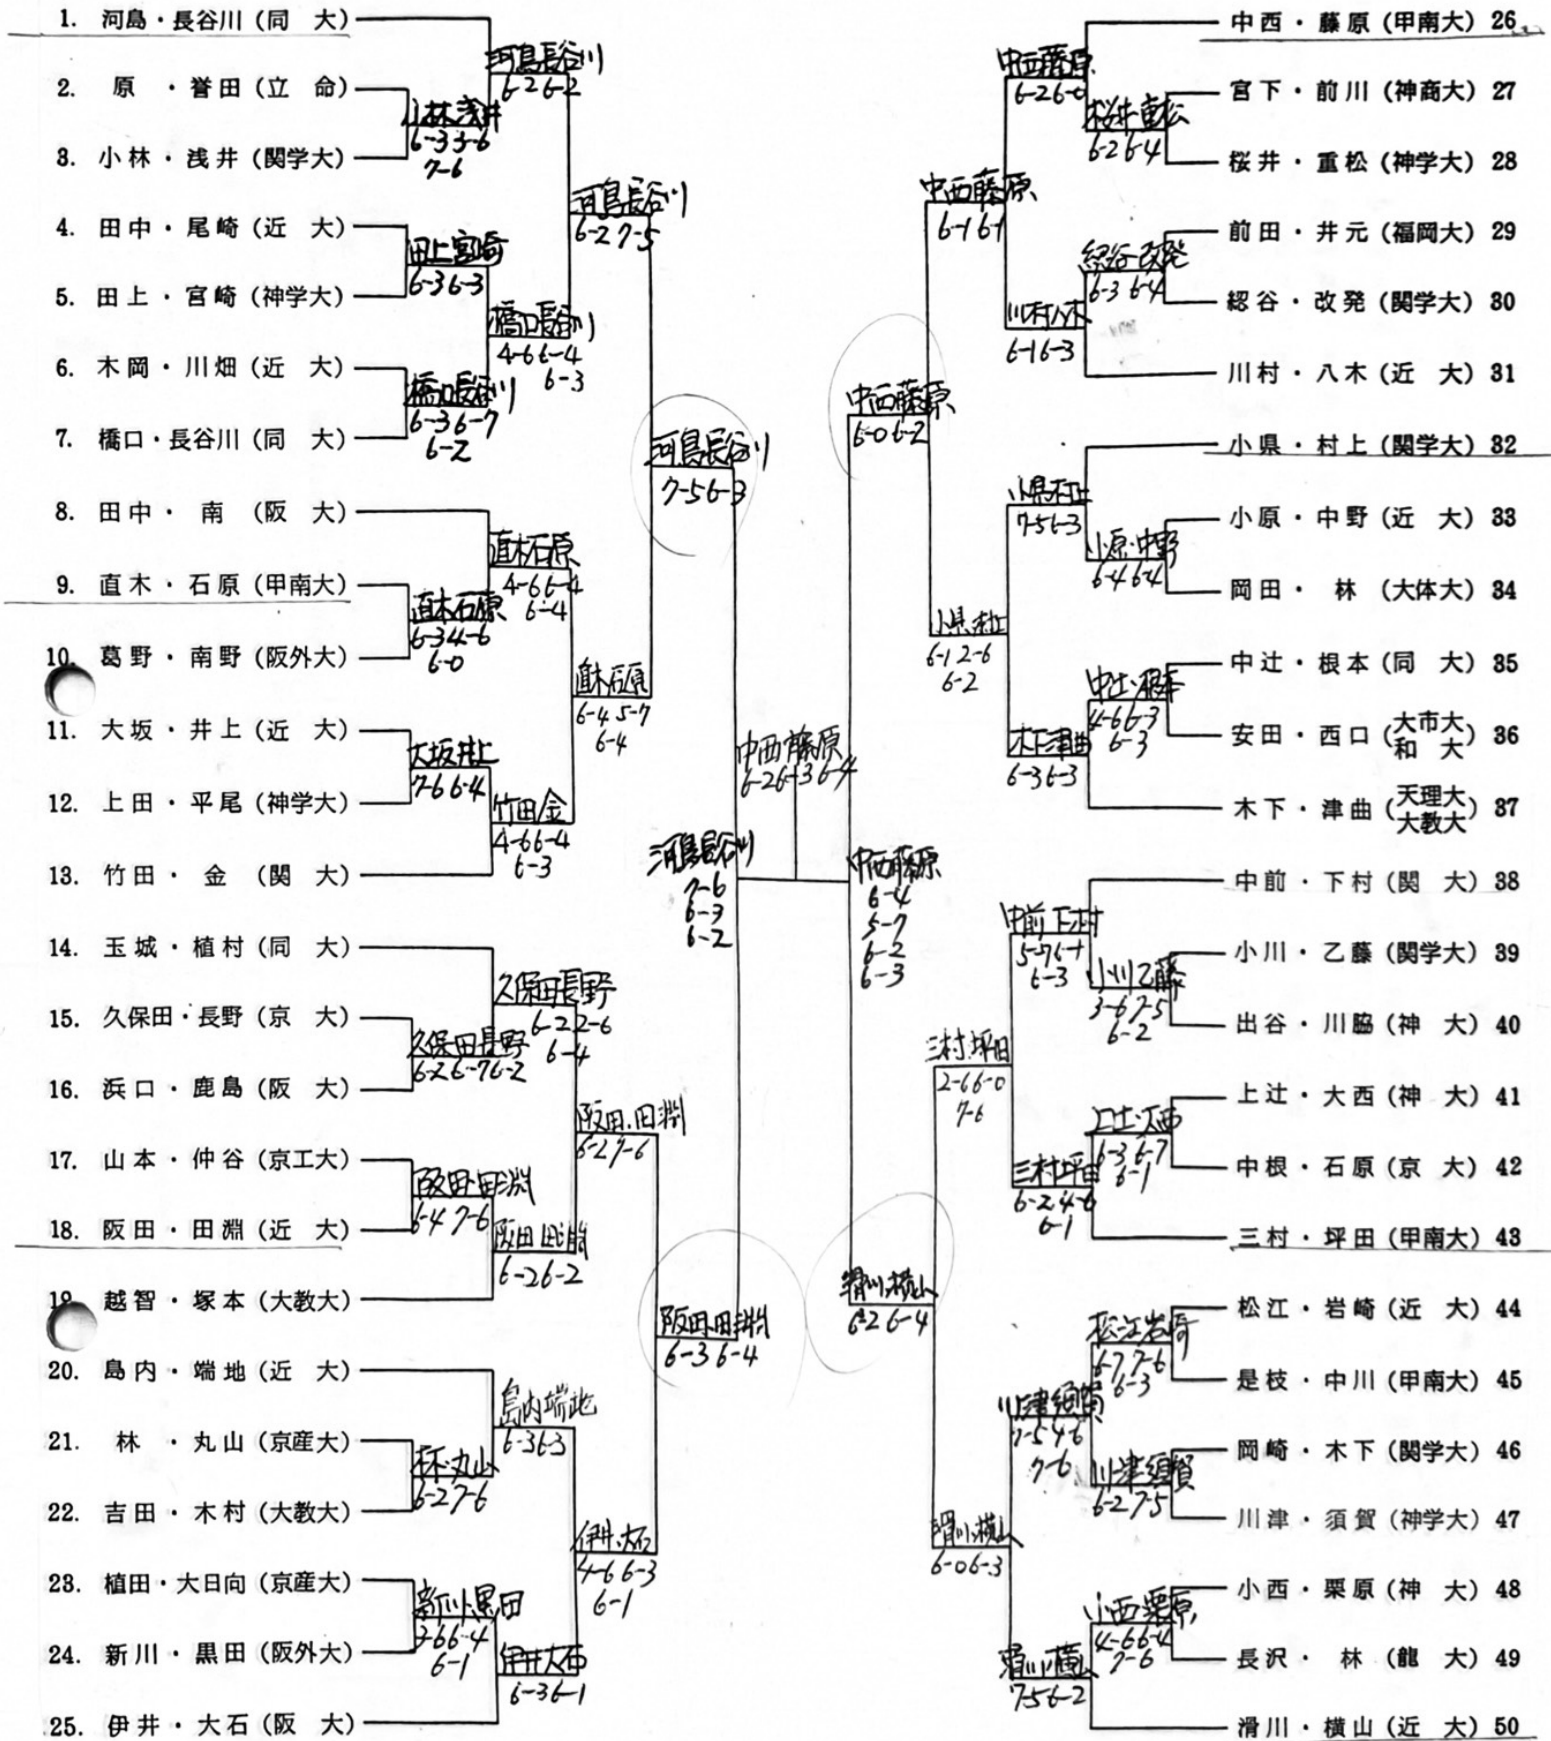 1. 河島・長谷川 (同 大)
2. 原 ・誉田 (立 命)
3. 小林・浅井 (関学大)
4. 田中・尾崎 (近 大)
5. 田上・宮崎 (神学大)
6. 木岡・川畑 (近 大)
7. 橋口・長谷川 (同 大)
8. 田中・ 南 (阪 大)
9. 直木・石原 (甲南大)
10. 葛野・南野 (阪外大)
11. 大坂・井上 (近 大)
12. 上田・平尾 (神学大)
13. 竹田・ 金 (関 大)
14. 玉城・植村 (同 大)
15. 久保田・長野 (京 大)
16. 浜口・鹿島 (阪 大)
17. 山本・仲谷 (京工大)
18. 阪田・田淵 (近 大)
19. 越智・塚本 (大教大)
20. 島内・端地 (近 大)
21. 林 ・丸山 (京産大)
22. 吉田・木村 (大教大)
23. 植田・大日向 (京産大)
24. 新川・黒田 (阪外大)
25. 伊井・大石 (阪 大)
小林浅井
6-3 3-6
7-6
田上宮崎
6-3 6-3
橋口長谷川
6-3 6-7
6-2
直木石原
6-3 4-6
6-0
大坂井上
7-6 6-4
久保田長野
6-2 6-7 6-2
阪田・田淵
6-4 7-6
林・丸山
6-2 7-6
新川・黒田
6-4
6-1
河島長谷川
6-2 6-2
橋口長谷川
4-6 6-4
6-3
直木石原
4-6 6-4
6-4
竹田金
4-6 6-4
6-3
久保田長野
6-2 2-6
6-4
阪田田淵
6-2 6-2
島内端地
6-3 6-3
伊井大石
6-3 6-1
河島長谷川
6-2 7-5
直木石原
6-4 5-7
6-4
阪田・田淵
6-2 7-6
伊井・大石
4-6 6-3
6-1
河島長谷川
7-5 6-3
阪田・田淵
6-3 6-4
河島長谷川
7-6
6-3
6-2
中西藤原
6-2 6-4
中西藤原
6-4
5-7
6-2
6-3
中西藤原
6-0 6-2
滑川・横山
6-2 6-4
中西藤原
6-1 6-1
小県村上
6-1 2-6
6-2
三村・坪田
2-6 6-0
7-6
滑川・横山
6-0 6-3
中西藤原
6-2 6-0
川村八木
6-1 6-3
小県村上
7-5 6-3
木下津曲
6-3 6-3
中前下村
5-7
6-3
三村坪田
6-2 4-6
6-1
川津須賀
7-5 4-6
7-6
滑川横山
7-5 6-2
桜井・重松
6-2 6-4
総谷・改発
6-3 6-4
小原・中野
6-4 6-4
中辻・根本
4-6 6-3
6-3
小川乙藤
3-6 7-5
6-2
上辻・大西
6-3 6-7
6-1
松江岩崎
6-7 7-6
6-3
川津須賀
6-2 7-5
小西・栗原
4-6 6-4
7-6
中西・藤原 (甲南大) 26
宮下・前川 (神商大) 27
桜井・重松 (神学大) 28
前田・井元 (福岡大) 29
総谷・改発 (関学大) 30
川村・八木 (近 大) 31
小県・村上 (関学大) 32
小原・中野 (近 大) 33
岡田・ 林 (大体大) 34
中辻・根本 (同 大) 35
安田・西口 (大市大 和 大) 36
木下・津曲 (天理大 大教大) 37
中前・下村 (関 大) 38
小川・乙藤 (関学大) 39
出谷・川脇 (神 大) 40
上辻・大西 (神 大) 41
中根・石原 (京 大) 42
三村・坪田 (甲南大) 43
松江・岩崎 (近 大) 44
是枝・中川 (甲南大) 45
岡崎・木下 (関学大) 46
川津・須賀 (神学大) 47
小西・栗原 (神 大) 48
長沢・ 林 (龍 大) 49
滑川・横山 (近 大) 50